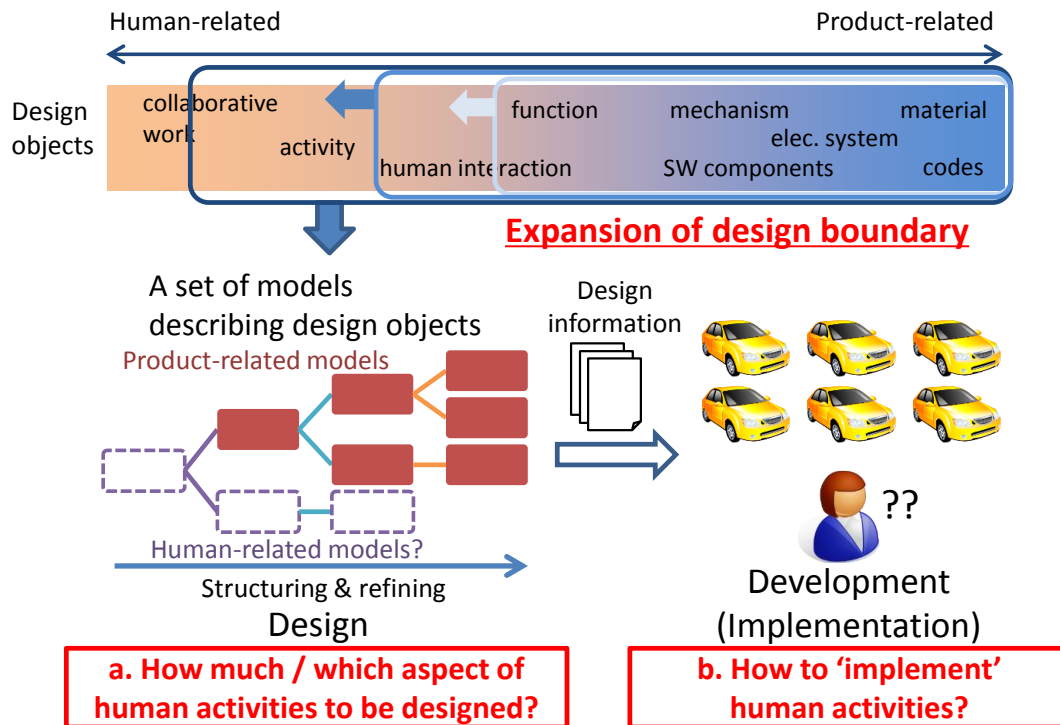 Human-related
Product-related
Design
objects
collaborative
work
activity
human interaction
function
mechanism
material
elec. system
SW components
codes
Expansion of design boundary
A set of models
describing design objects
Product-related models
Human-related models?
Structuring & refining
Design
Design
information
??
Development
(Implementation)
a. How much / which aspect of
human activities to be designed?
b. How to ‘implement’
human activities?